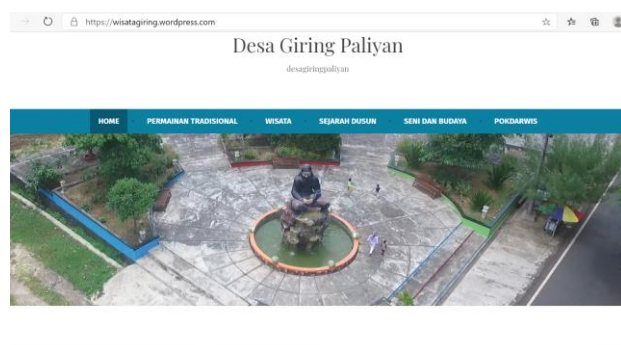 https://wisatagiring.wordpress.com
Desa Giring Paliyan
desagiringpaliyan
HOME PERMAINAN TRADISIONAL WISATA SEJARAH DUSUN SENI DAN BUDAYA POKDARWIS